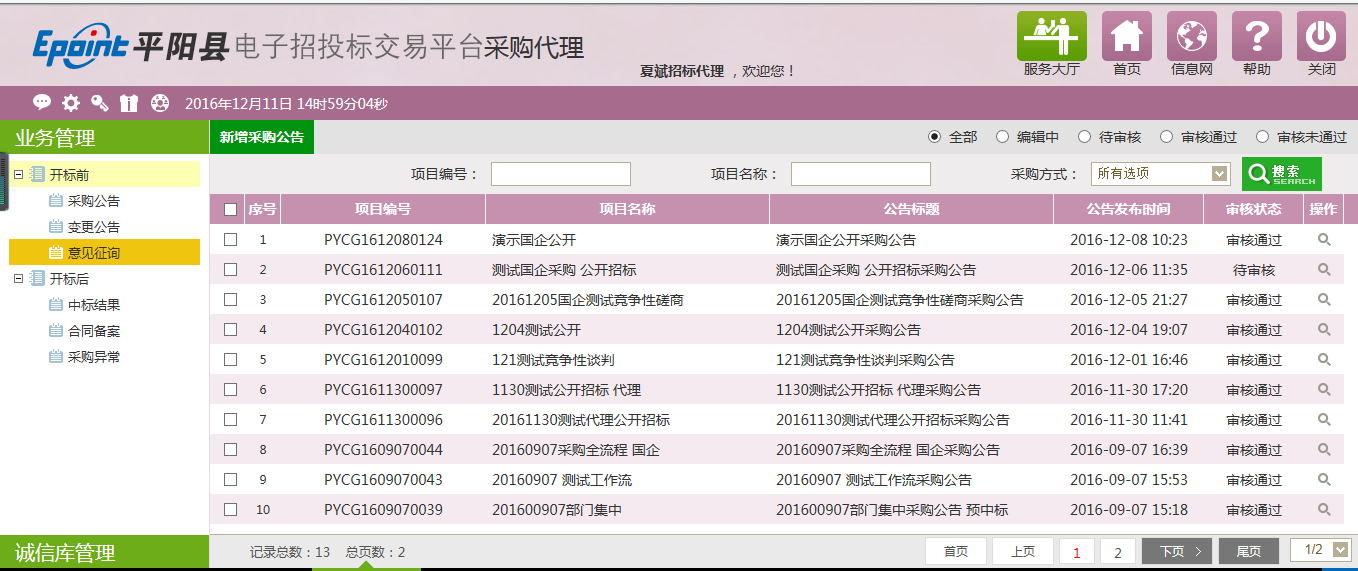 Epoint 平阳县 电子招投标交易平台采购代理
夏斌招标代理 ，欢迎您！
服务大厅 首页 信息网 帮助 关闭
2016年12月11日 14时59分04秒
业务管理
开标前
采购公告
变更公告
意见征询
开标后
中标结果
合同备案
采购异常
诚信库管理
新增采购公告 全部 编辑中 待审核 审核通过 审核未通过
项目编号： 项目名称： 采购方式： 所有选项 搜索 SEARCH
序号 项目编号 项目名称 公告标题 公告发布时间 审核状态 操作
1 PYCG1612080124 演示国企公开 演示国企公开采购公告 2016-12-08 10:23 审核通过
2 PYCG1612060111 测试国企采购 公开招标 测试国企采购 公开招标采购公告 2016-12-06 11:35 待审核
3 PYCG1612050107 20161205国企测试竞争性磋商 20161205国企测试竞争性磋商采购公告 2016-12-05 21:27 审核通过
4 PYCG1612040102 1204测试公开 1204测试公开采购公告 2016-12-04 19:07 审核通过
5 PYCG1612010099 121测试竞争性谈判 121测试竞争性谈判采购公告 2016-12-01 16:46 审核通过
6 PYCG1611300097 1130测试公开招标 代理 1130测试公开招标 代理采购公告 2016-11-30 17:20 审核通过
7 PYCG1611300096 20161130测试代理公开招标 20161130测试代理公开招标采购公告 2016-11-30 11:41 审核通过
8 PYCG1609070044 20160907采购全流程 国企 20160907采购全流程 国企采购公告 2016-09-07 16:39 审核通过
9 PYCG1609070043 20160907 测试工作流 20160907 测试工作流采购公告 2016-09-07 15:53 审核通过
10 PYCG1609070039 201600907部门集中 201600907部门集中采购公告 预中标 2016-09-07 15:18 审核通过
记录总数：13 总页数：2 首页 上页 1 2 下页 尾页 1/2